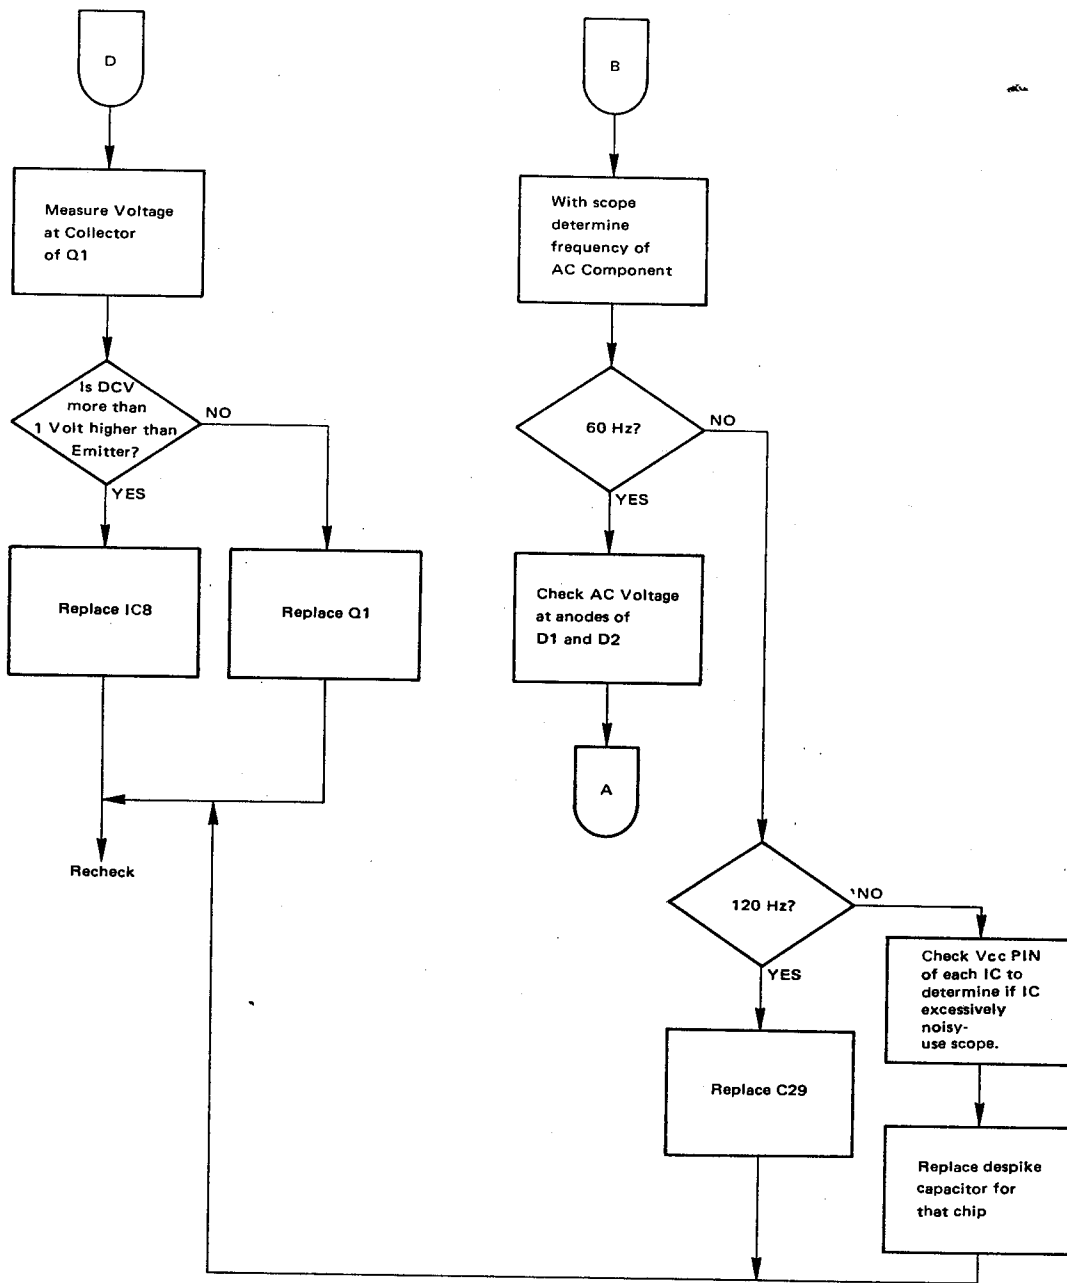 D
Measure Voltage
at Collector
of Q1
Is DCV
more than
1 Volt higher than
Emitter?
NO
YES
Replace IC8
Replace Q1
Recheck
B
With scope
determine
frequency of
AC Component
60 Hz?
NO
YES
Check AC Voltage
at anodes of
D1 and D2
A
120 Hz?
NO
YES
Replace C29
Check Vcc PIN
of each IC to
determine if IC
excessively
noisy-
use scope.
Replace despike
capacitor for
that chip